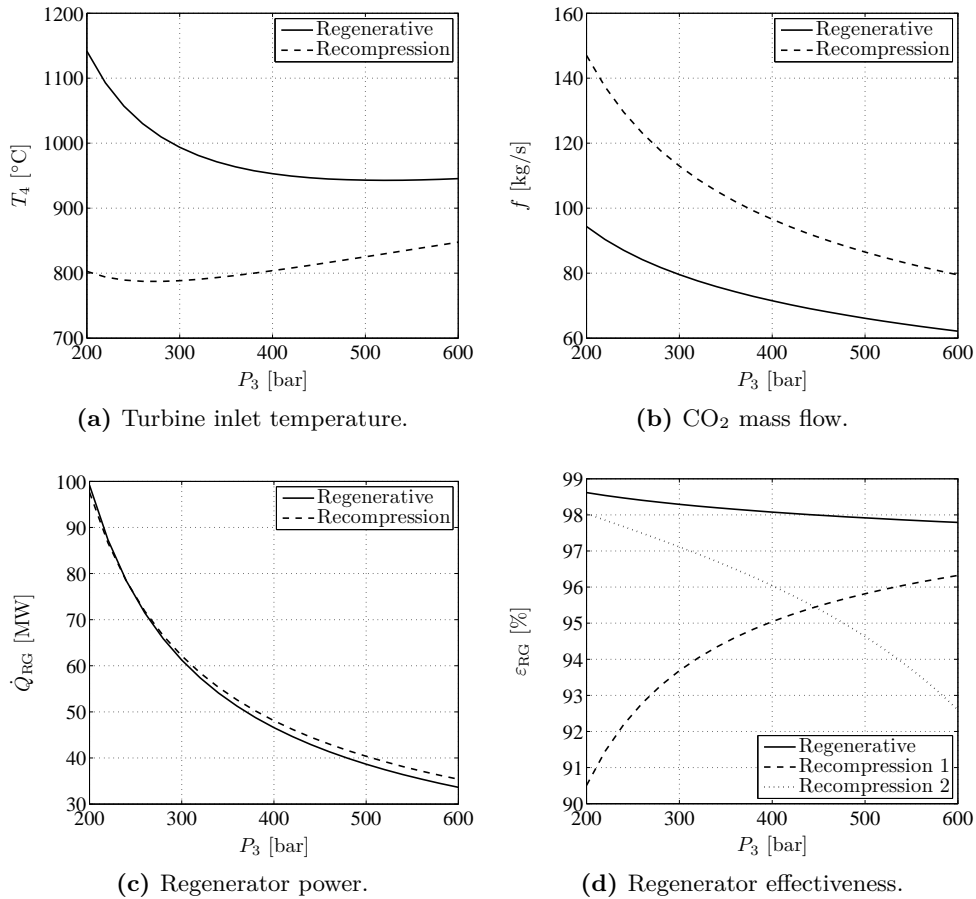 1100
1000
900
800
700
200
300
400
500
600
T4 [°C]
P3 [bar]
Regenerative
Recompression
(a) Turbine inlet temperature.
160
140
120
100
80
60
200
300
400
500
600
f [kg/s]
P3 [bar]
Regenerative
Recompression
(b) CO2 mass flow.
100
90
80
70
60
50
40
30
200
300
400
500
600
Q̇RG [MW]
P3 [bar]
Regenerative
Recompression
(c) Regenerator power.
99
98
97
96
95
94
93
92
91
90
200
300
400
500
600
εRG [%]
P3 [bar]
Regenerative
Recompression 1
Recompression 2
(d) Regenerator effectiveness.